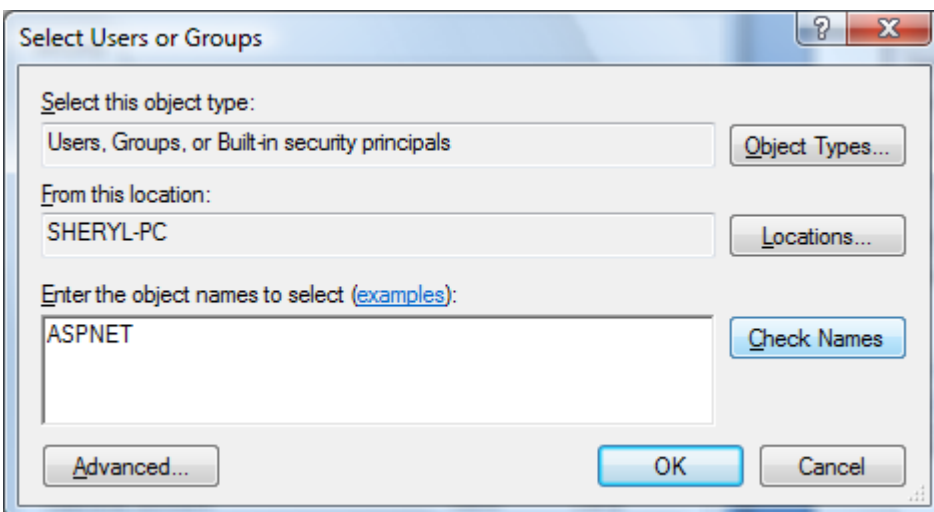 Select Users or Groups
Select this object type:
Users, Groups, or Built-in security principals
Object Types...
From this location:
SHERYL-PC
Locations...
Enter the object names to select (examples):
ASPNET
Check Names
Advanced...
OK
Cancel